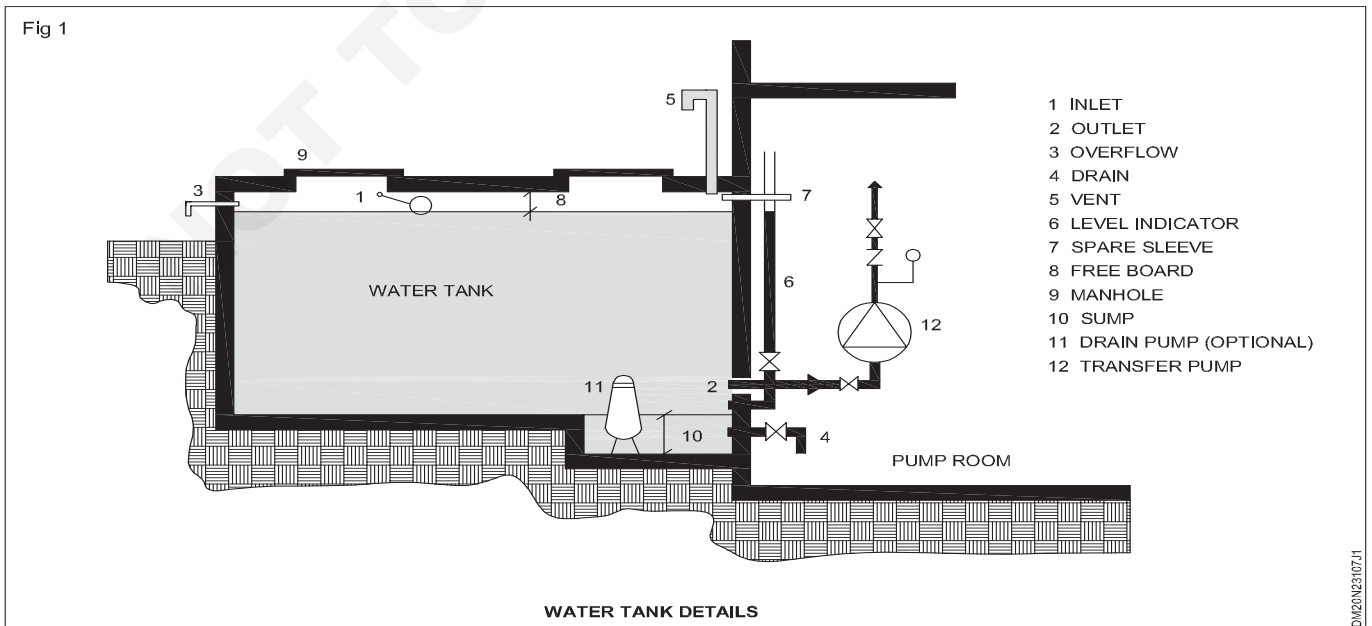 Fig 1
NOT TO
5
1 INLET
2 OUTLET
3 OVERFLOW
4 DRAIN
5 VENT
6 LEVEL INDICATOR
7 SPARE SLEEVE
8 FREE BOARD
9 MANHOLE
10 SUMP
11 DRAIN PUMP (OPTIONAL)
12 TRANSFER PUMP
9
3
1
8
7
WATER TANK
6
12
11
2
10
4
PUMP ROOM
WATER TANK DETAILS
DM20N23107J1